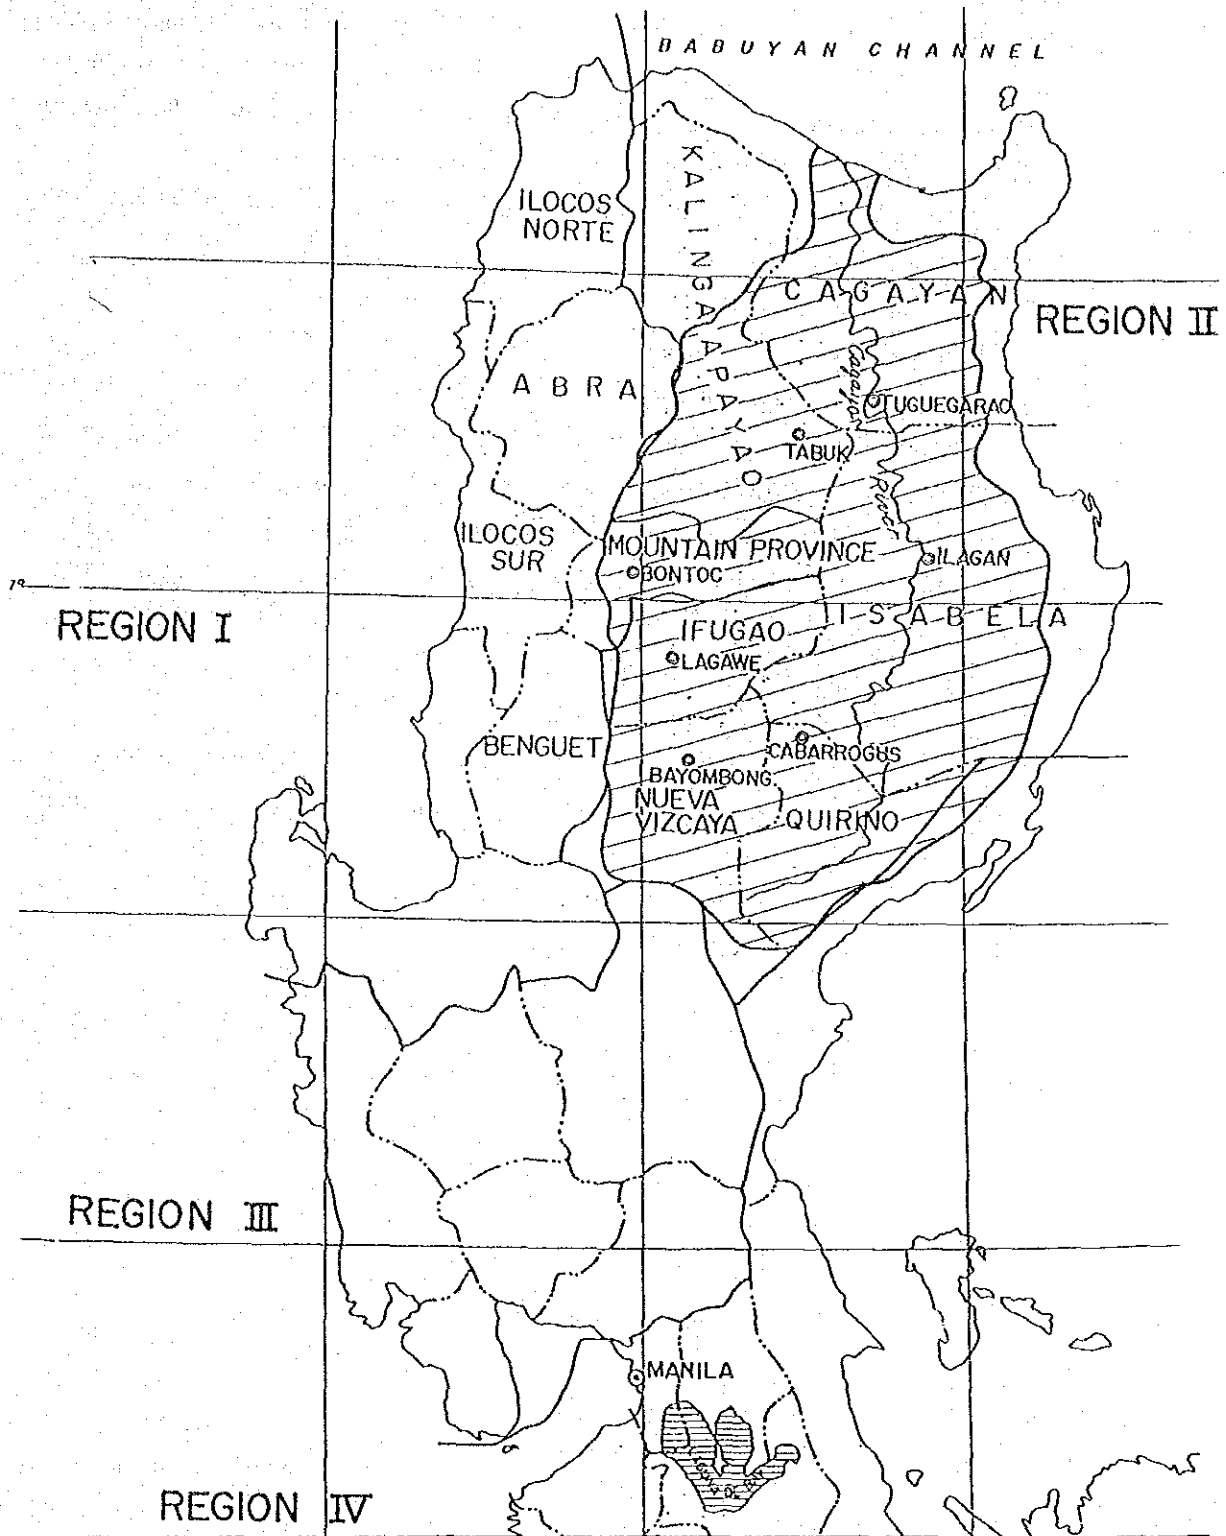 BABUYAN CHANNEL
KALINGA APAYAO
ILOCOS
NORTE
CAGAYAN
REGION II
ABRA
Cagayan River
TUGUEGARAO
TABUK
ILOCOS
SUR
MOUNTAIN PROVINCE
BONTOC
ILAGAN
REGION I
ISABELA
IFUGAO
LAGAWE
BENGUET
CABARROGUS
BAYOMBONG
NUEVA
VIZCAYA
QUIRINO
REGION III
MANILA
REGION IV